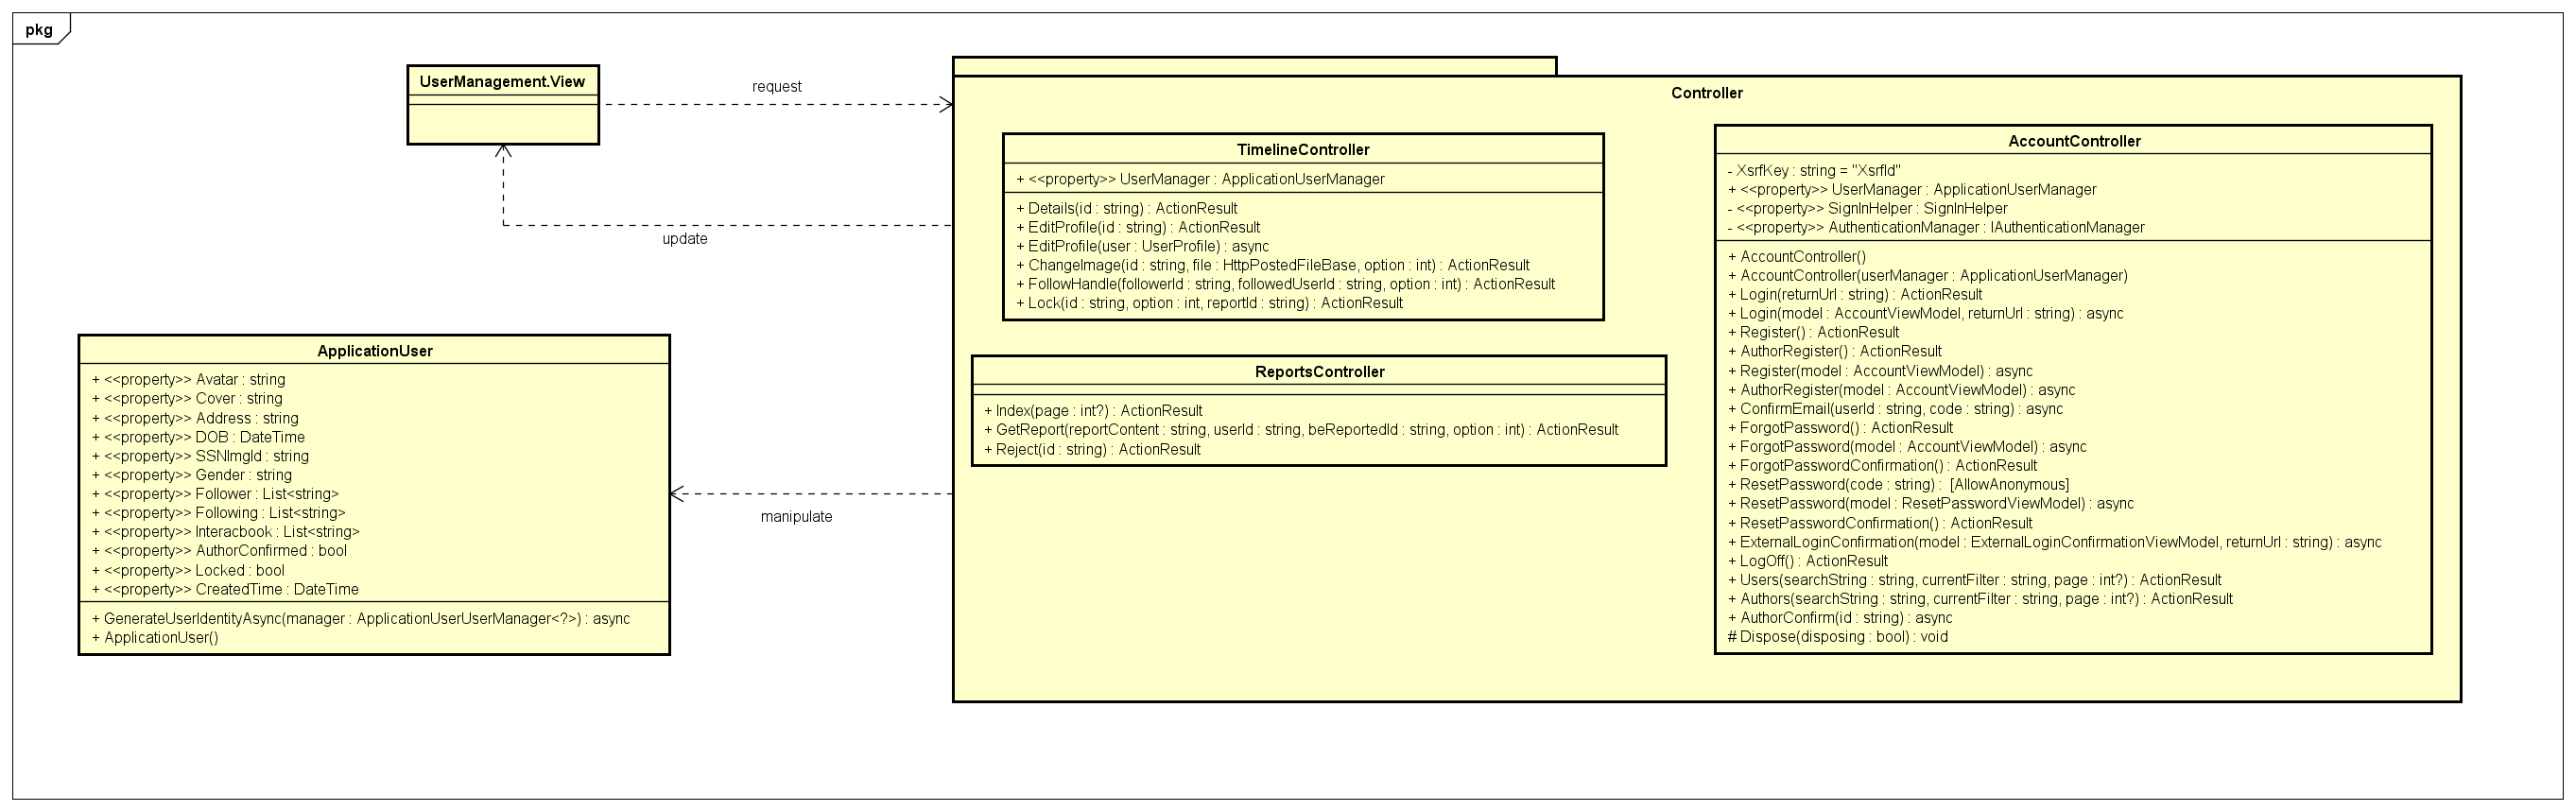 pkg
UserManagement.View
request
update
Controller
TimelineController
+ <<property>> UserManager : ApplicationUserManager
+ Details(id : string) : ActionResult
+ EditProfile(id : string) : ActionResult
+ EditProfile(user : UserProfile) : async
+ ChangeImage(id : string, file : HttpPostedFileBase, option : int) : ActionResult
+ FollowHandle(followerId : string, followedUserId : string, option : int) : ActionResult
+ Lock(id : string, option : int, reportId : string) : ActionResult
ReportsController
+ Index(page : int?) : ActionResult
+ GetReport(reportContent : string, userId : string, beReportedId : string, option : int) : ActionResult
+ Reject(id : string) : ActionResult
AccountController
- XsrfKey : string = "XsrfId"
+ <<property>> UserManager : ApplicationUserManager
- <<property>> SignInHelper : SignInHelper
- <<property>> AuthenticationManager : IAuthenticationManager
+ AccountController()
+ AccountController(userManager : ApplicationUserManager)
+ Login(returnUrl : string) : ActionResult
+ Login(model : AccountViewModel, returnUrl : string) : async
+ Register() : ActionResult
+ AuthorRegister() : ActionResult
+ Register(model : AccountViewModel) : async
+ AuthorRegister(model : AccountViewModel) : async
+ ConfirmEmail(userId : string, code : string) : async
+ ForgotPassword() : ActionResult
+ ForgotPassword(model : AccountViewModel) : async
+ ForgotPasswordConfirmation() : ActionResult
+ ResetPassword(code : string) :  [AllowAnonymous]
+ ResetPassword(model : ResetPasswordViewModel) : async
+ ResetPasswordConfirmation() : ActionResult
+ ExternalLoginConfirmation(model : ExternalLoginConfirmationViewModel, returnUrl : string) : async
+ LogOff() : ActionResult
+ Users(searchString : string, currentFilter : string, page : int?) : ActionResult
+ Authors(searchString : string, currentFilter : string, page : int?) : ActionResult
+ AuthorConfirm(id : string) : async
# Dispose(disposing : bool) : void
ApplicationUser
+ <<property>> Avatar : string
+ <<property>> Cover : string
+ <<property>> Address : string
+ <<property>> DOB : DateTime
+ <<property>> SSNImgId : string
+ <<property>> Gender : string
+ <<property>> Follower : List<string>
+ <<property>> Following : List<string>
+ <<property>> Interacbook : List<string>
+ <<property>> AuthorConfirmed : bool
+ <<property>> Locked : bool
+ <<property>> CreatedTime : DateTime
+ GenerateUserIdentityAsync(manager : ApplicationUserUserManager<?>) : async
+ ApplicationUser()
manipulate